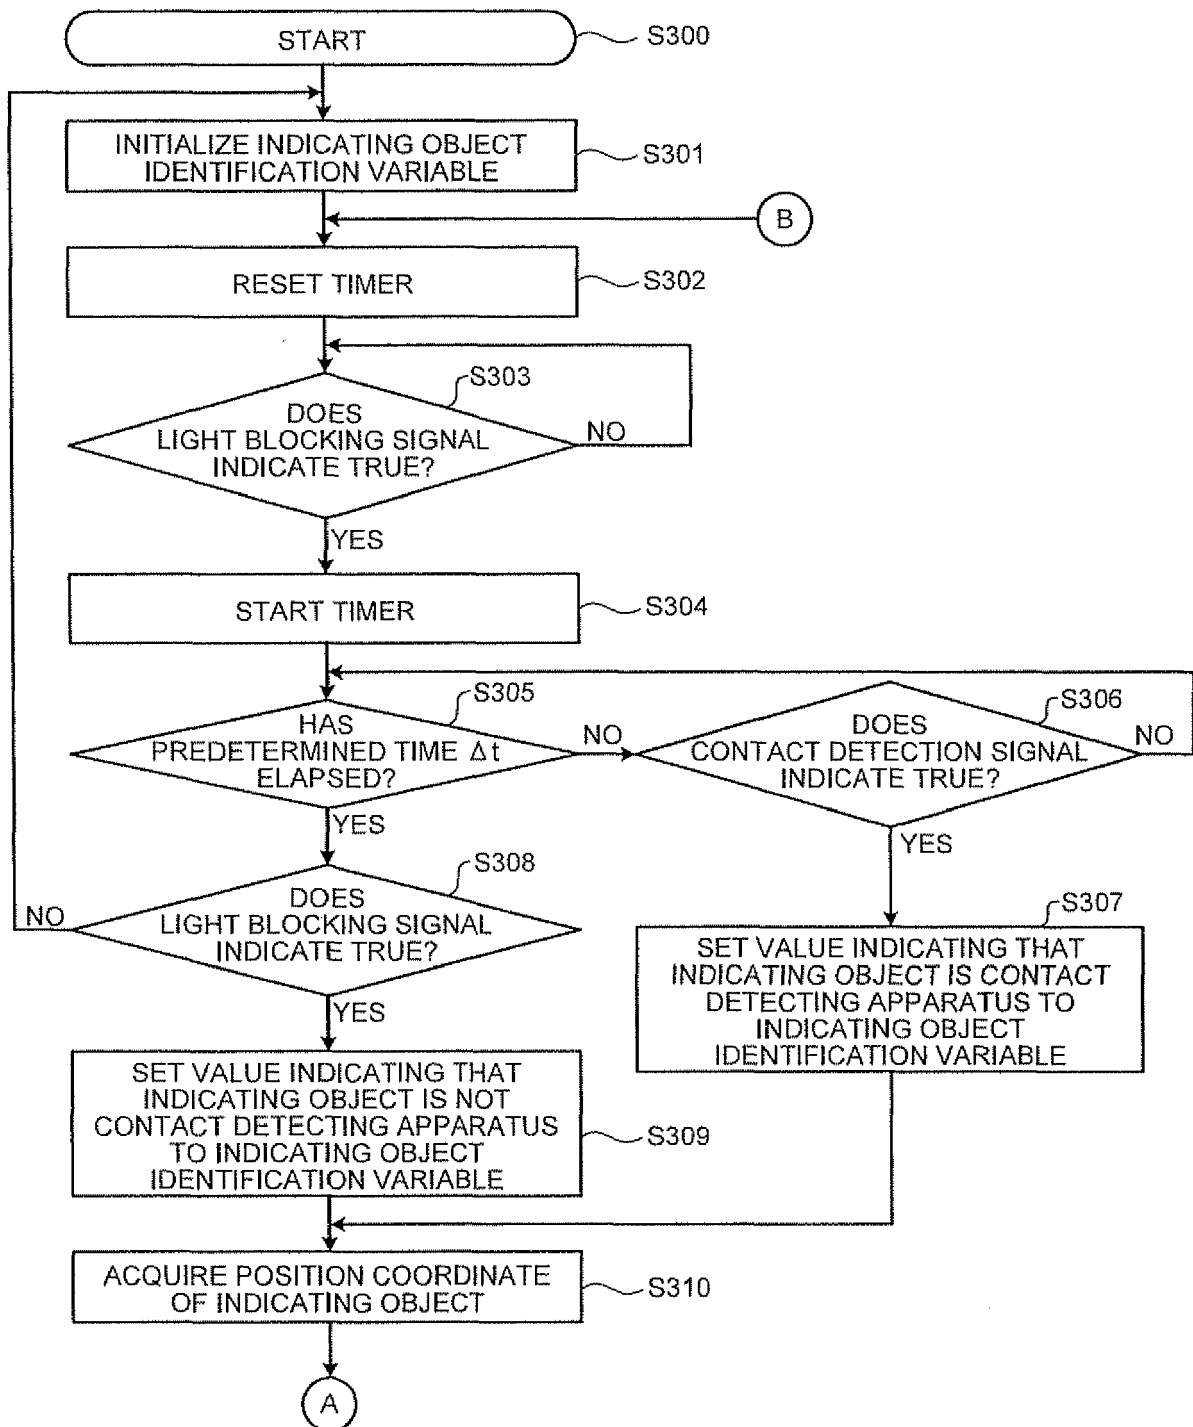 START
S300
INITIALIZE INDICATING OBJECT
IDENTIFICATION VARIABLE
S301
B
RESET TIMER
S302
S303
DOES
LIGHT BLOCKING SIGNAL
INDICATE TRUE?
NO
YES
START TIMER
S304
S305
HAS
PREDETERMINED TIME Δt
ELAPSED?
NO
YES
S306
DOES
CONTACT DETECTION SIGNAL
INDICATE TRUE?
NO
YES
S307
SET VALUE INDICATING THAT
INDICATING OBJECT IS CONTACT
DETECTING APPARATUS TO
INDICATING OBJECT
IDENTIFICATION VARIABLE
S308
DOES
LIGHT BLOCKING SIGNAL
INDICATE TRUE?
NO
YES
SET VALUE INDICATING THAT
INDICATING OBJECT IS NOT
CONTACT DETECTING APPARATUS
TO INDICATING OBJECT
IDENTIFICATION VARIABLE
S309
ACQUIRE POSITION COORDINATE
OF INDICATING OBJECT
S310
A